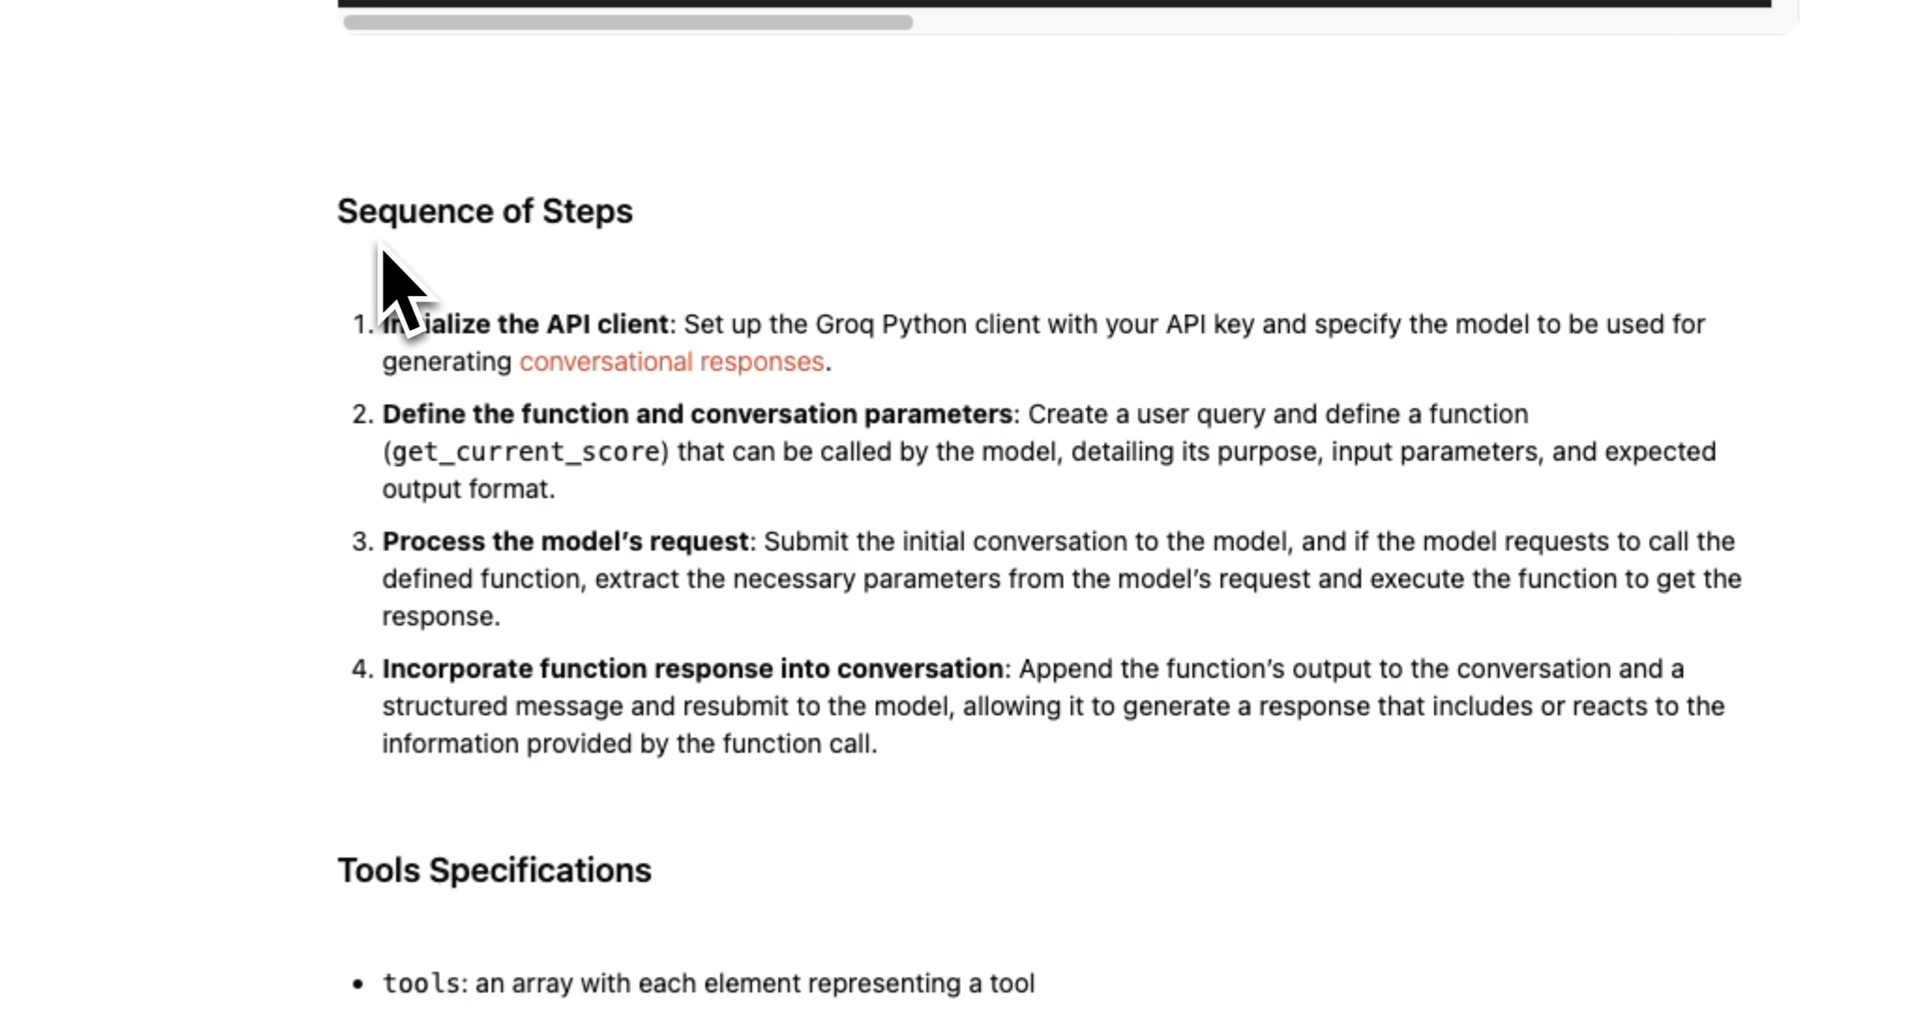 Sequence of Steps
1. Initialize the API client: Set up the Groq Python client with your API key and specify the model to be used for
generating conversational responses.
2. Define the function and conversation parameters: Create a user query and define a function
(get_current_score) that can be called by the model, detailing its purpose, input parameters, and expected
output format.
3. Process the model’s request: Submit the initial conversation to the model, and if the model requests to call the
defined function, extract the necessary parameters from the model’s request and execute the function to get the
response.
4. Incorporate function response into conversation: Append the function’s output to the conversation and a
structured message and resubmit to the model, allowing it to generate a response that includes or reacts to the
information provided by the function call.
Tools Specifications
• tools: an array with each element representing a tool